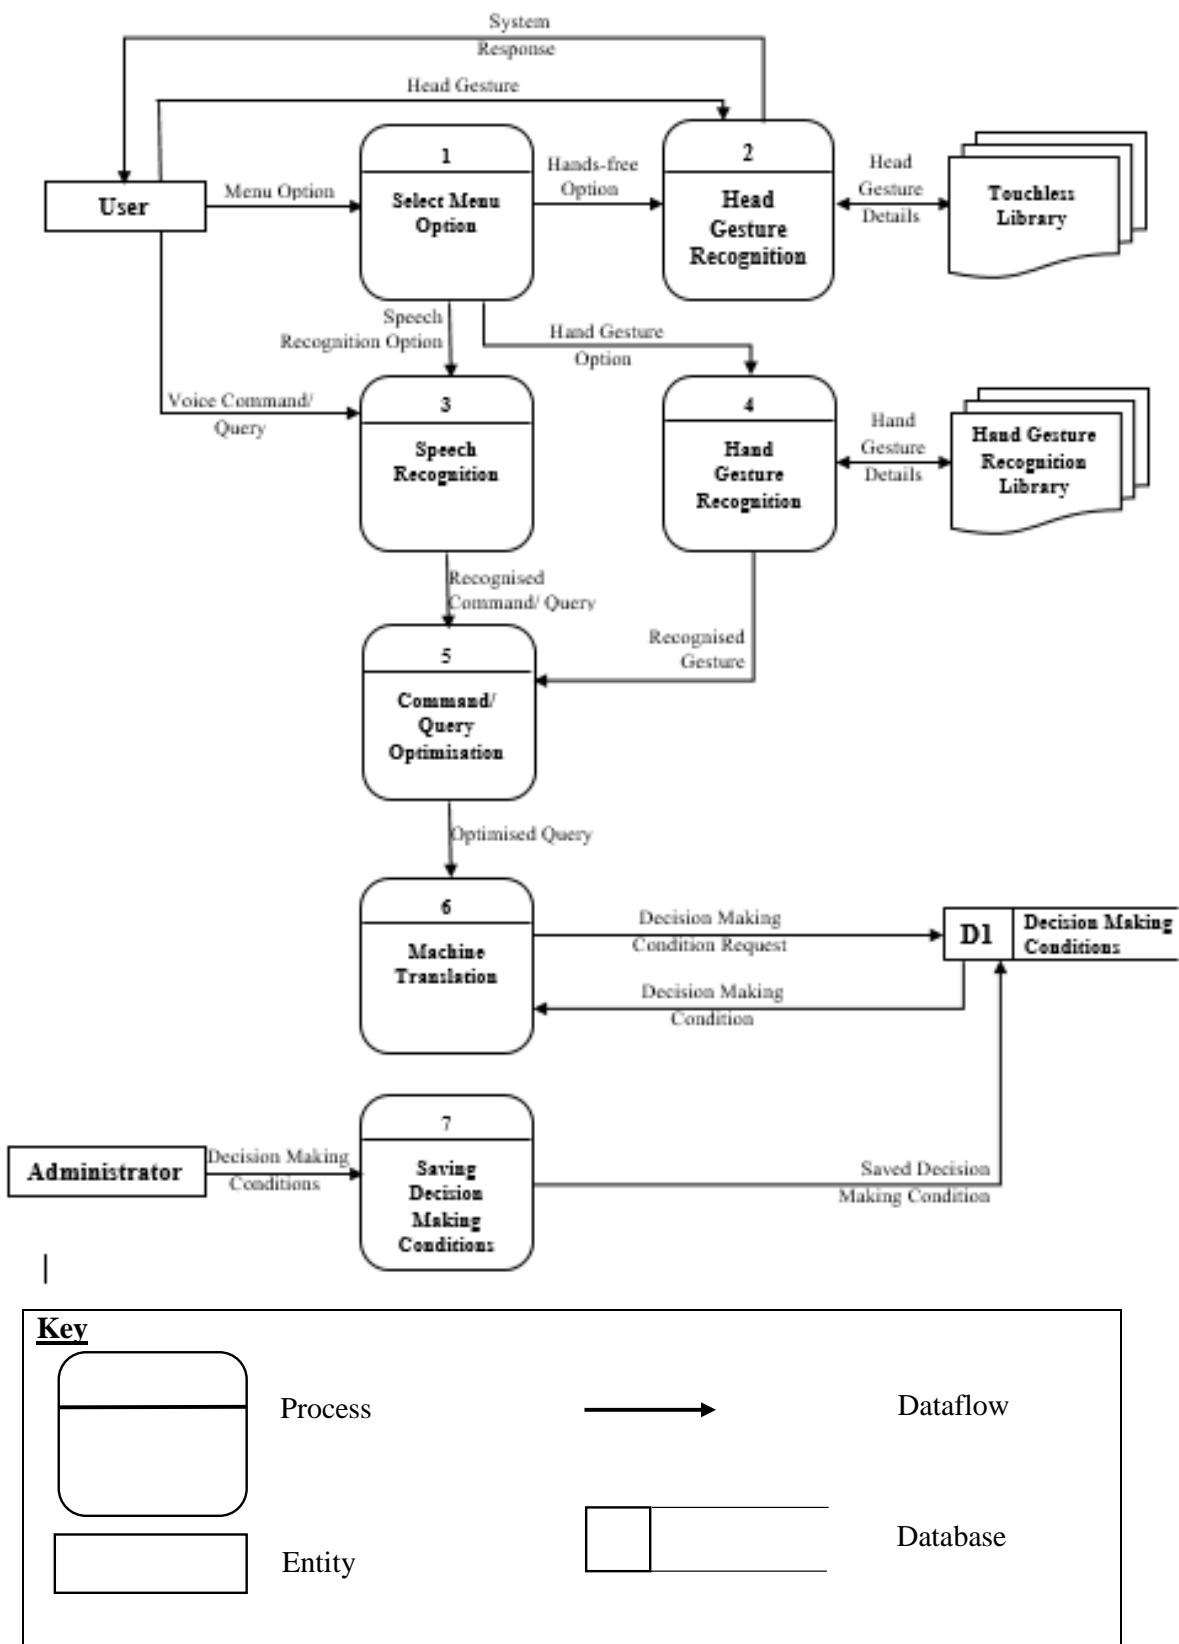 System
Response
Head Gesture
1
Select Menu
Option
Hands-free
Option
2
Head
Gesture
Recognition
Head
Gesture
Details
Touchless
Library
User
Menu Option
Speech
Recognition Option
Hand Gesture
Option
Voice Command/
Query
3
Speech
Recognition
4
Hand
Gesture
Recognition
Hand
Gesture
Details
Hand Gesture
Recognition
Library
Recognised
Command/ Query
Recognised
Gesture
5
Command/
Query
Optimisation
Optimised Query
6
Machine
Translation
Decision Making
Condition Request
D1
Decision Making
Conditions
Decision Making
Condition
Administrator
Decision Making
Conditions
7
Saving
Decision
Making
Conditions
Saved Decision
Making Condition
Key
Process
Dataflow
Entity
Database